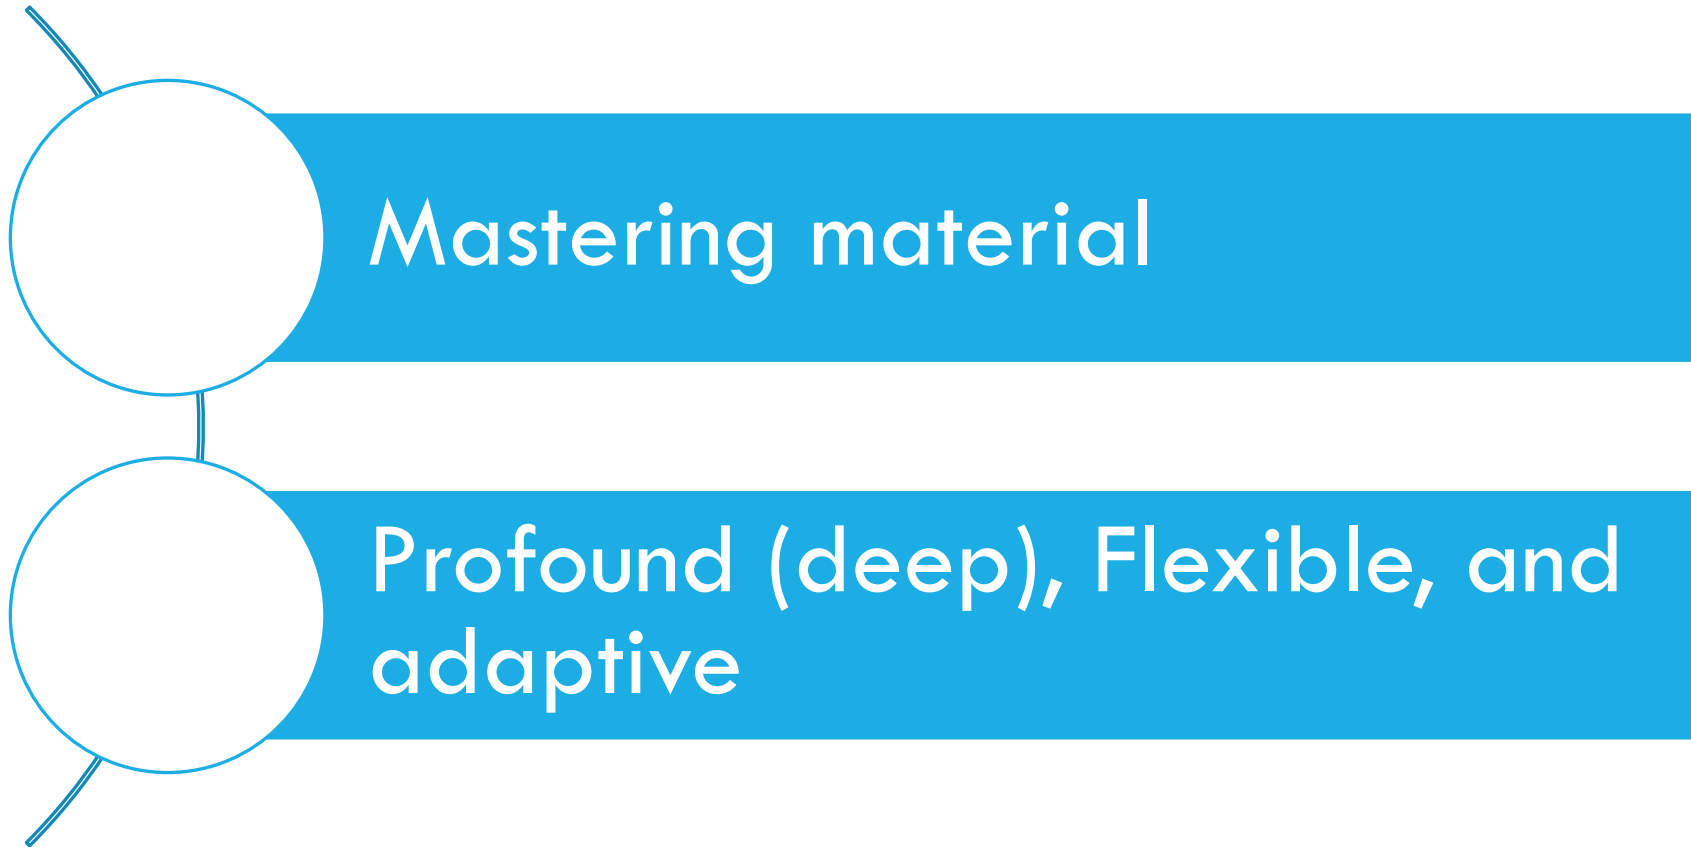 Mastering material
Profound (deep), Flexible, and
adaptive